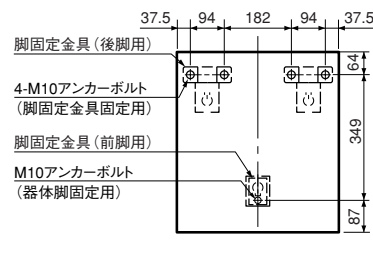 37.5 94 182 94 37.5
脚固定金具（後脚用）
4-M10アンカーボルト
（脚固定金具固定用）
脚固定金具（前脚用）
M10アンカーボルト
（器体脚固定用）
64
349
87